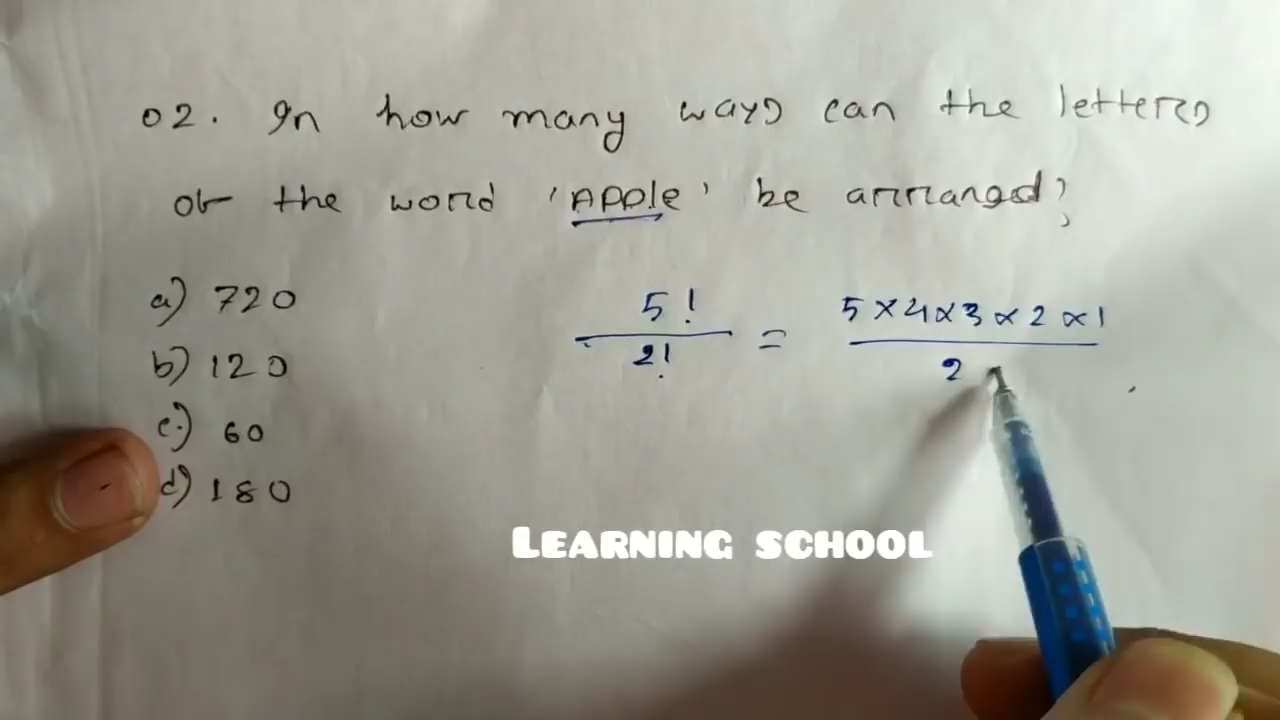 02. In how many ways can the letters
of the word 'APPle' be arranged?
a) 720
b) 120
c) 60
d) 180
5! / 2! = 5 × 4 × 3 × 2 × 1 / 2
LEARNING SCHOOL